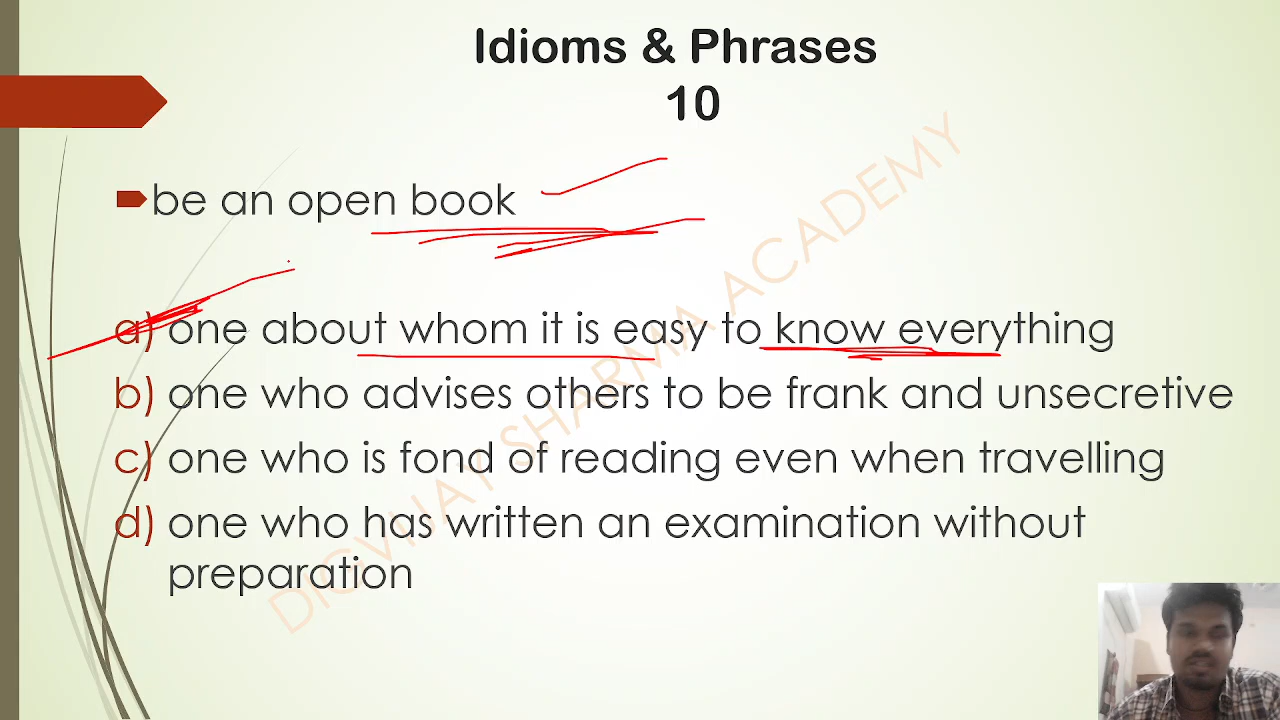 Idioms & Phrases
10
be an open book
a) one about whom it is easy to know everything
b) one who advises others to be frank and unsecretive
c) one who is fond of reading even when travelling
d) one who has written an examination without
preparation
DIGVIJAY SHARMA ACADEMY